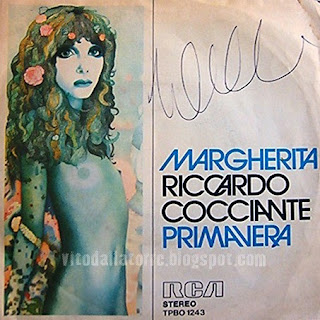 MARGHERITA
RICCARDO
COCCIANTE
PRIMAVERA
vitodallatorre.blogspot.com
RCA
STEREO
TPBO 1243